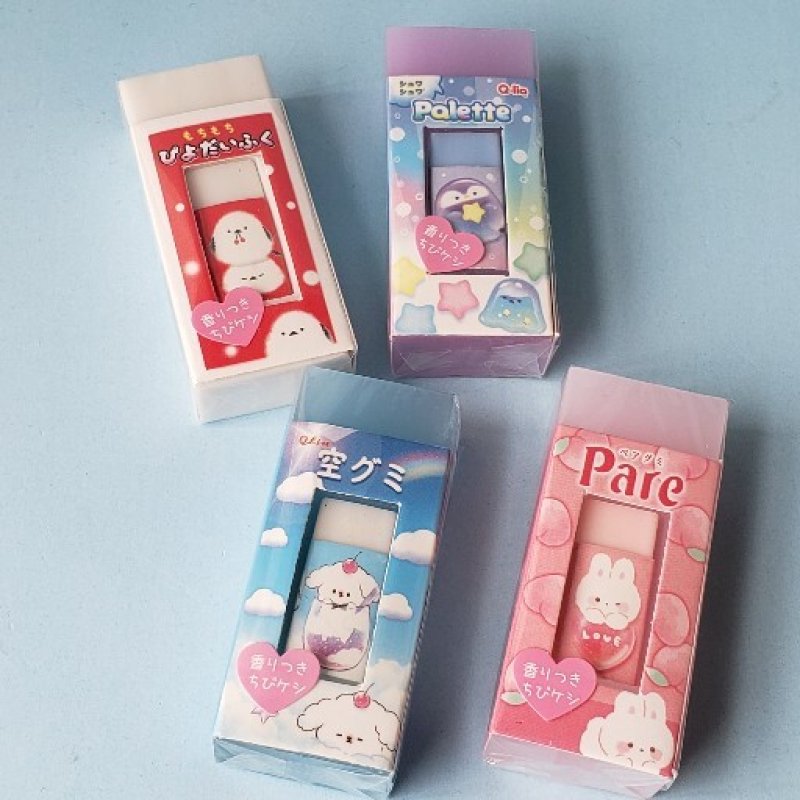 もちもち
ぴよだいふく
香りつき
ちびケシ
シュワ
シュワ
Q-lia
Palette
香りつき
ちびケシ
Q-Lia
空グミ
香りつき
ちびケシ
ペアグミ
Pare
LOVE
香りつき
ちびケシ